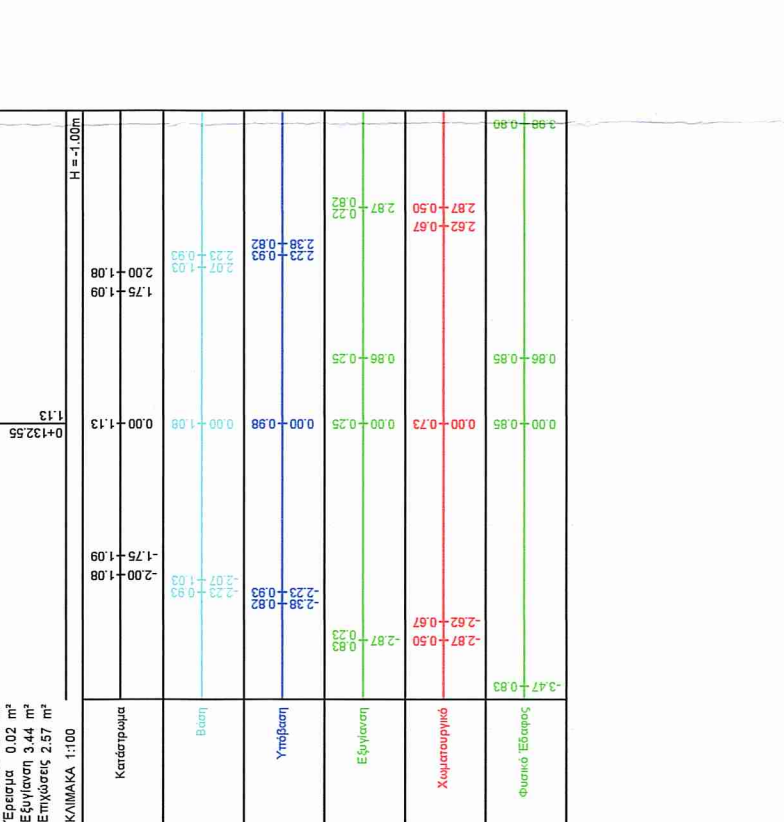 Έρεισμα 0.02 m²
Εξυγίανση 3.44 m²
Επιχώσεις 2.57 m²
ΚΛΙΜΑΚΑ 1:100
H = -1.00m
0+132.55
1.13
Κατάστρωμα
-2.00 1.08
-1.75 1.09
0.00 1.13
1.75 1.09
2.00 1.08
Βάση
-2.23 0.93
-2.07 1.03
0.00 1.08
2.07 1.03
2.23 0.93
Υπόβαση
-2.38 0.82
-2.23 0.93
0.00 0.98
2.23 0.93
2.38 0.82
Εξυγίανση
-2.87 0.83
0.23
0.00 0.25
0.86 0.25
2.87 0.22
0.82
Χωματουργικό
-2.87 0.50
-2.62 0.67
0.00 0.73
2.62 0.67
2.87 0.50
Φυσικό Έδαφος
-3.47 0.83
0.00 0.85
0.86 0.85
3.98 0.80